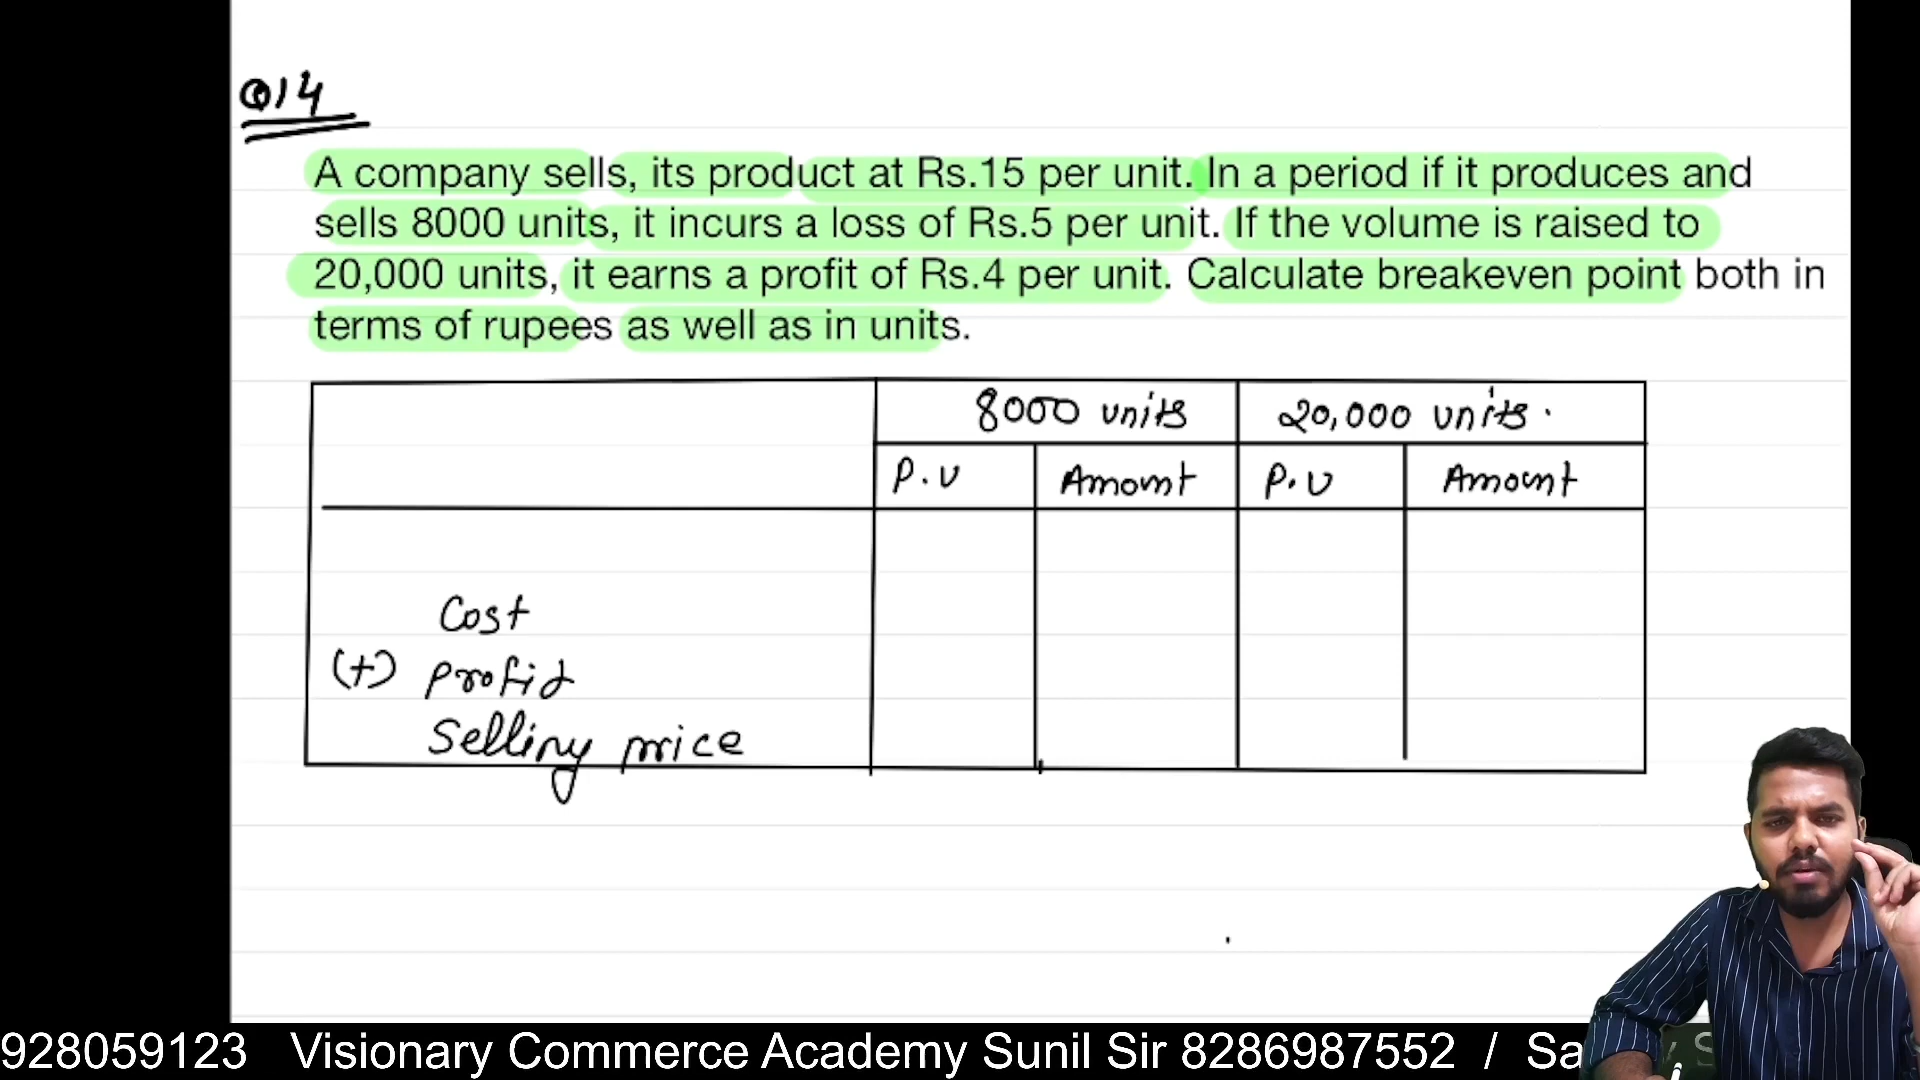 Q14
A company sells, its product at Rs.15 per unit. In a period if it produces and
sells 8000 units, it incurs a loss of Rs.5 per unit. If the volume is raised to
20,000 units, it earns a profit of Rs.4 per unit. Calculate breakeven point both in
terms of rupees as well as in units.
8000 units 20,000 units.
P.U Amount P.U Amount
Cost
(+) Profit
Selling price
928059123 Visionary Commerce Academy Sunil Sir 8286987552 / Sa